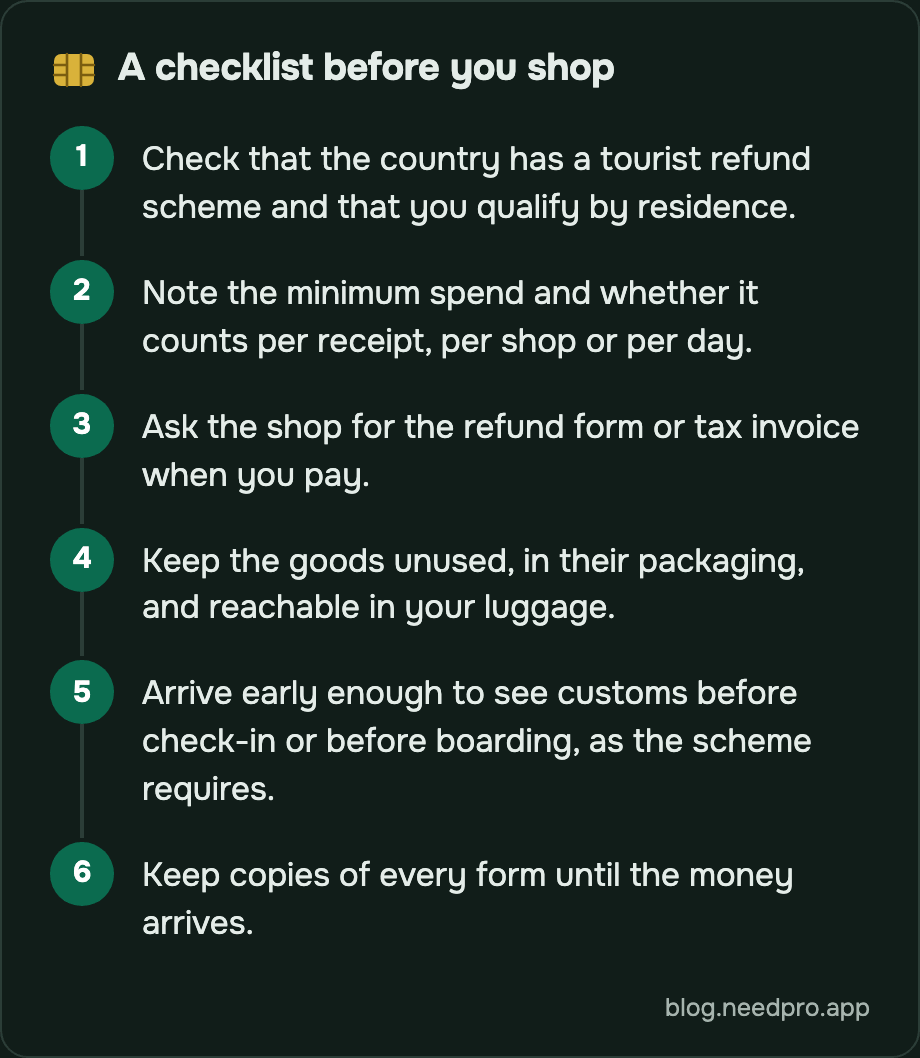 A checklist before you shop
1
Check that the country has a tourist refund
scheme and that you qualify by residence.
2
Note the minimum spend and whether it
counts per receipt, per shop or per day.
3
Ask the shop for the refund form or tax invoice
when you pay.
4
Keep the goods unused, in their packaging,
and reachable in your luggage.
5
Arrive early enough to see customs before
check-in or before boarding, as the scheme
requires.
6
Keep copies of every form until the money
arrives.
blog.needpro.app